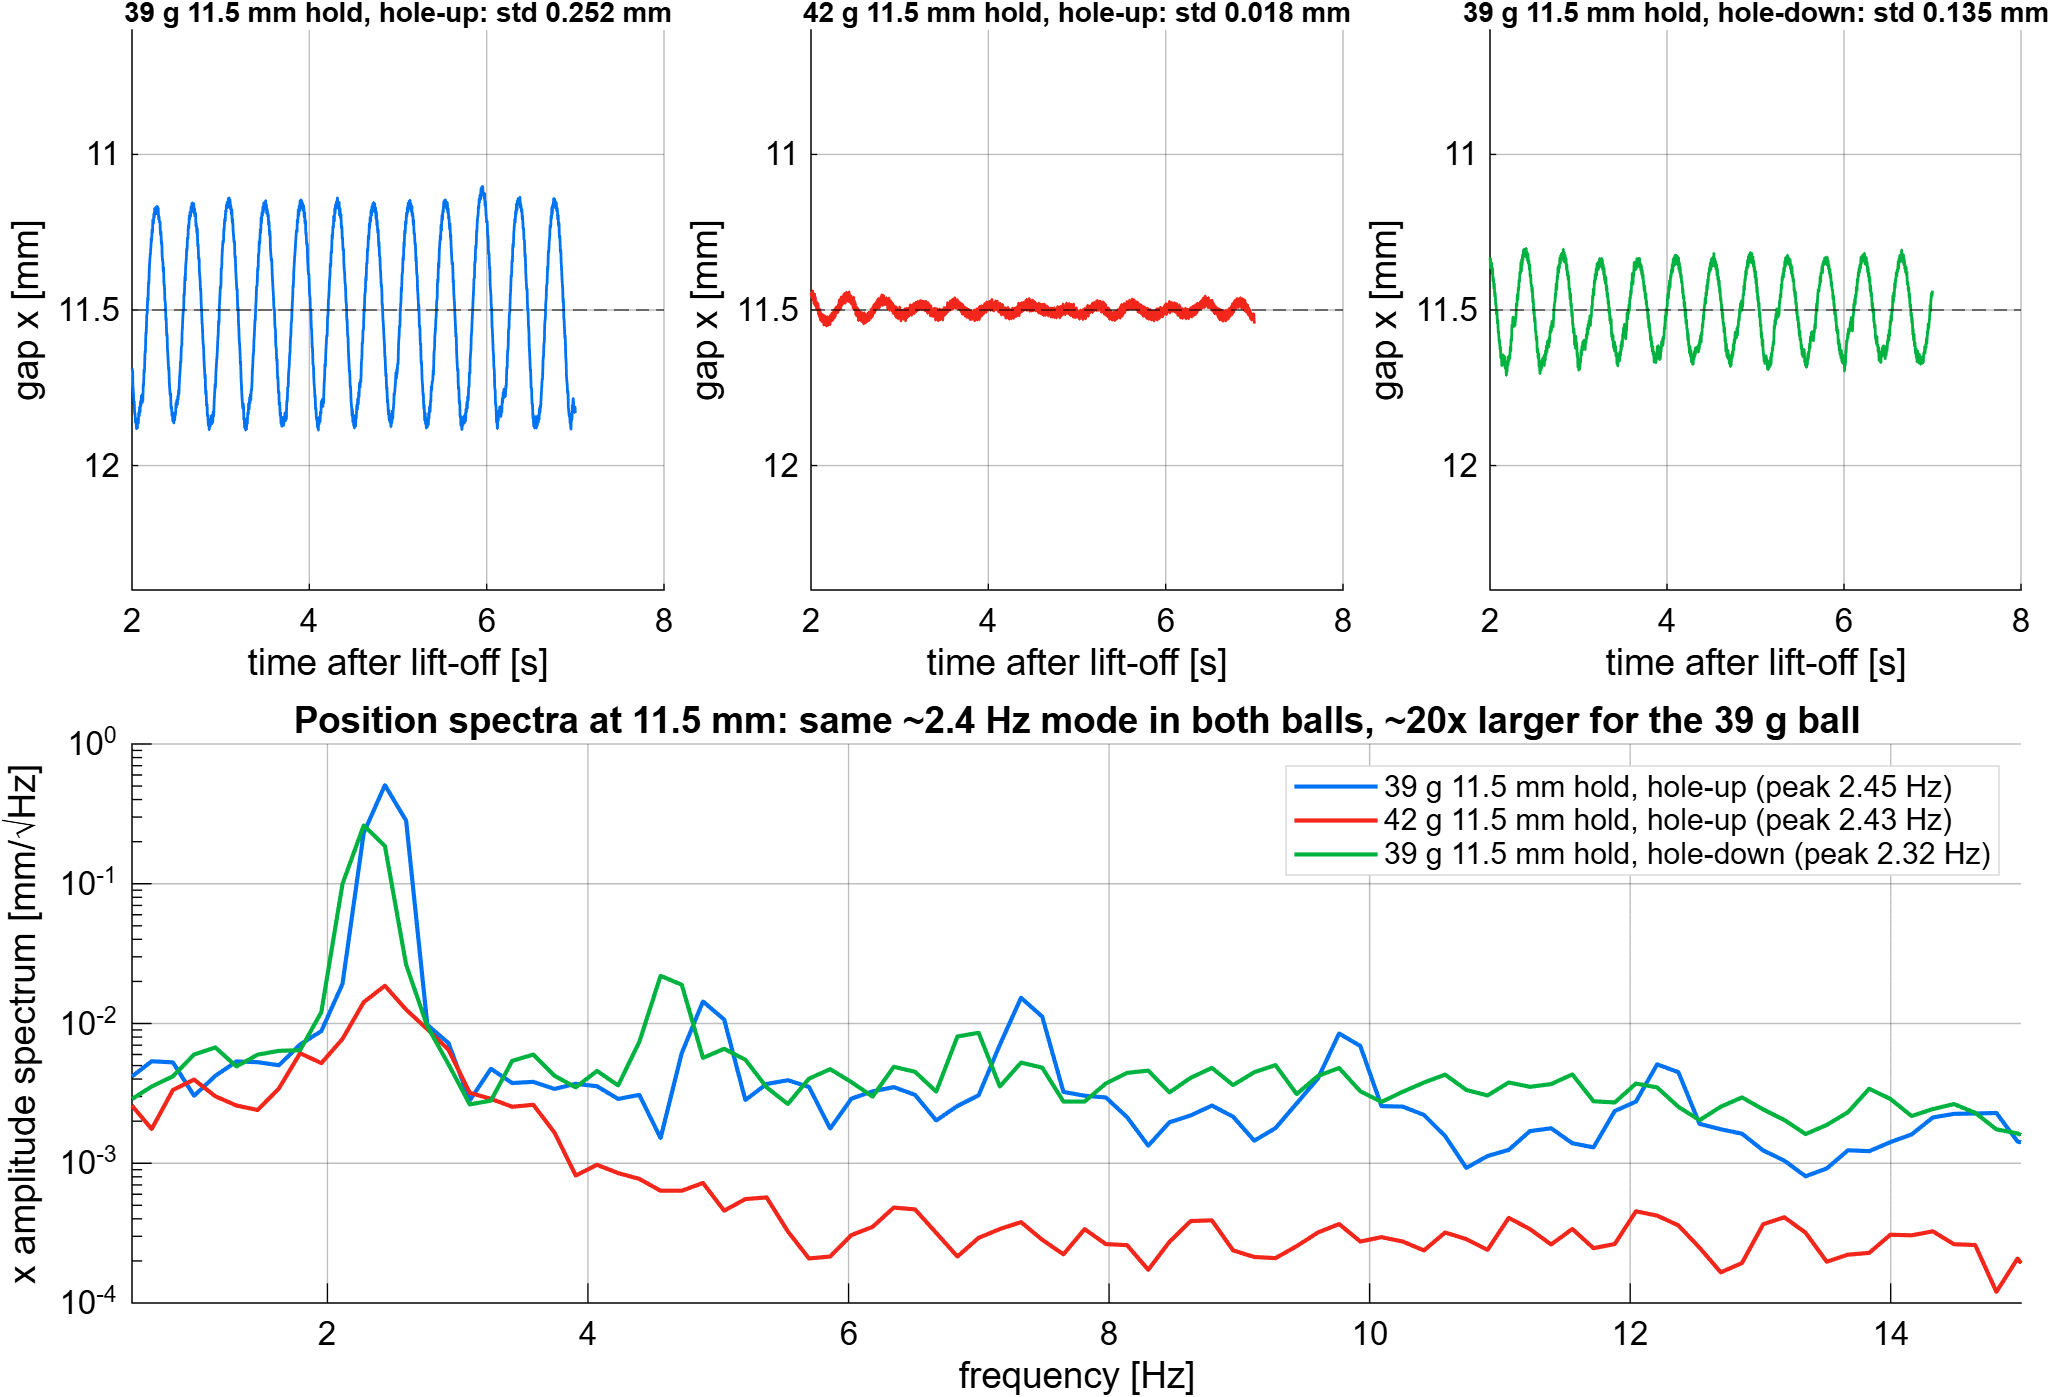 39 g 11.5 mm hold, hole-up: std 0.252 mm
11
11.5
12
gap x [mm]
2 4 6 8
time after lift-off [s]
42 g 11.5 mm hold, hole-up: std 0.018 mm
11
11.5
12
gap x [mm]
2 4 6 8
time after lift-off [s]
39 g 11.5 mm hold, hole-down: std 0.135 mm
11
11.5
12
gap x [mm]
2 4 6 8
time after lift-off [s]
Position spectra at 11.5 mm: same ~2.4 Hz mode in both balls, ~20x larger for the 39 g ball
10^0
10^-1
10^-2
10^-3
10^-4
x amplitude spectrum [mm/√Hz]
39 g 11.5 mm hold, hole-up (peak 2.45 Hz)
42 g 11.5 mm hold, hole-up (peak 2.43 Hz)
39 g 11.5 mm hold, hole-down (peak 2.32 Hz)
2 4 6 8 10 12 14
frequency [Hz]